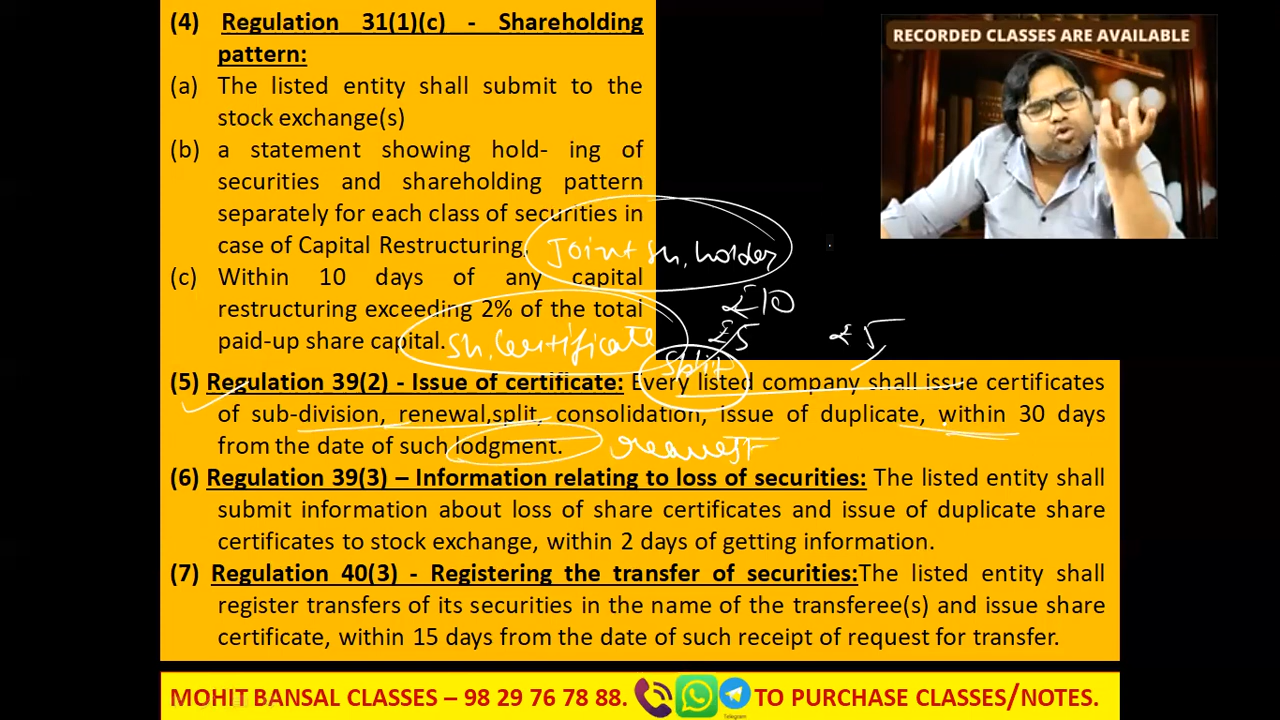 (4) Regulation 31(1)(c) - Shareholding
pattern:
(a) The listed entity shall submit to the
stock exchange(s)
(b) a statement showing hold- ing of
securities and shareholding pattern
separately for each class of securities in
case of Capital Restructuring,
(c) Within 10 days of any capital
restructuring exceeding 2% of the total
paid-up share capital.
RECORDED CLASSES ARE AVAILABLE
Joint sh. holder
£10
£5
£5
Sh. Certificate
split
(5) Regulation 39(2) - Issue of certificate: Every listed company shall issue certificates
of sub-division, renewal,split, consolidation, issue of duplicate, within 30 days
from the date of such lodgment.
request
(6) Regulation 39(3) – Information relating to loss of securities: The listed entity shall
submit information about loss of share certificates and issue of duplicate share
certificates to stock exchange, within 2 days of getting information.
(7) Regulation 40(3) - Registering the transfer of securities:The listed entity shall
register transfers of its securities in the name of the transferee(s) and issue share
certificate, within 15 days from the date of such receipt of request for transfer.
MOHIT BANSAL CLASSES – 98 29 76 78 88. TO PURCHASE CLASSES/NOTES.
Telegram